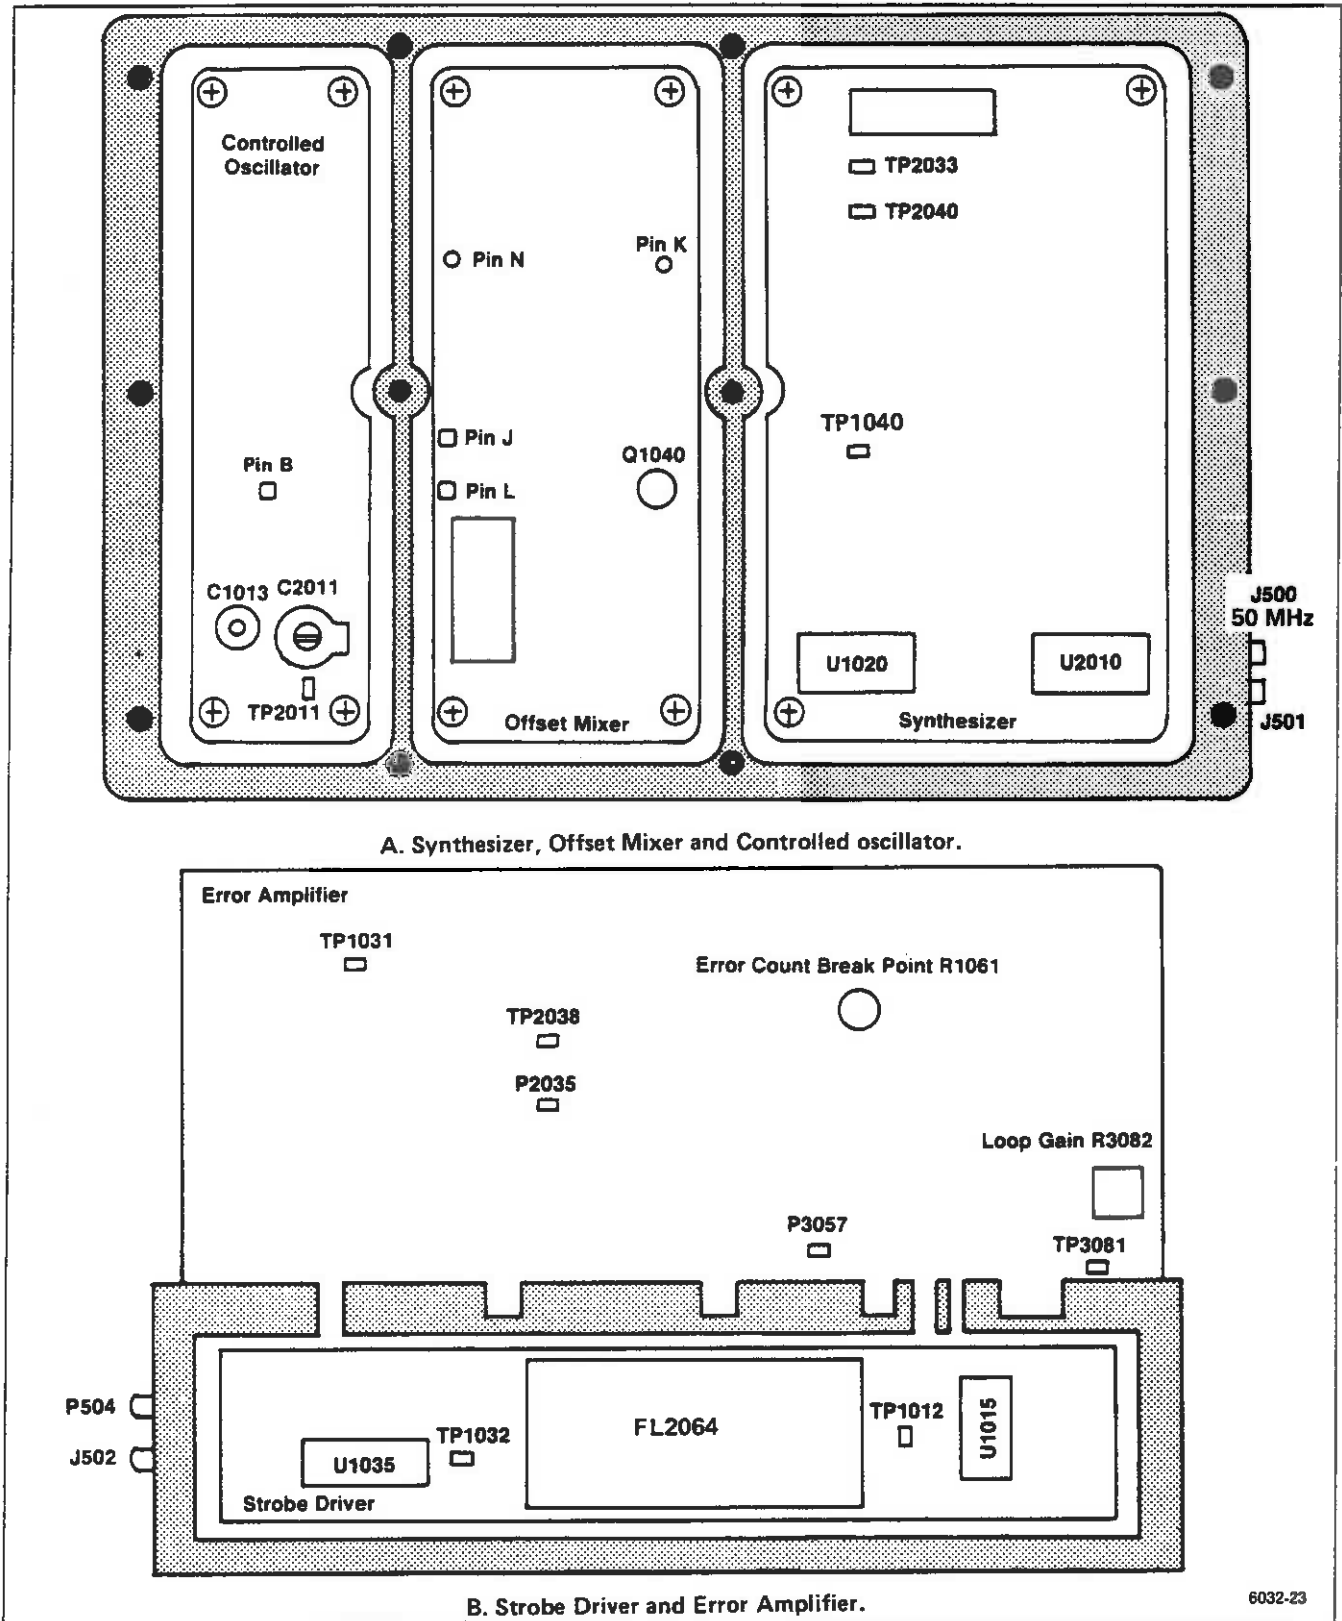 Controlled
Oscillator
TP2033
TP2040
Pin N
Pin K
TP1040
Pin J
Q1040
Pin B
Pin L
C1013 C2011
J500
50 MHz
U1020
U2010
TP2011
Offset Mixer
Synthesizer
J501
A. Synthesizer, Offset Mixer and Controlled oscillator.
Error Amplifier
TP1031
Error Count Break Point R1061
TP2038
P2035
Loop Gain R3082
P3057
TP3081
P504
TP1012
U1015
FL2064
TP1032
J502
U1035
Strobe Driver
B. Strobe Driver and Error Amplifier.
6032-23